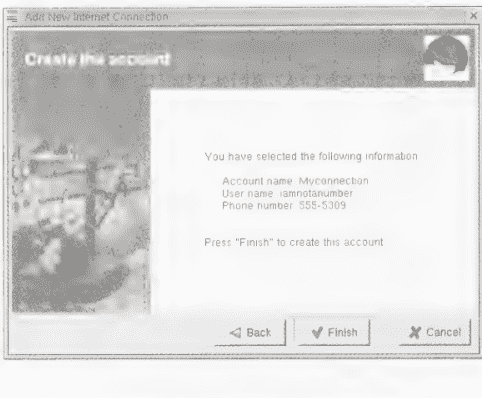 Add New Internet Connection
Create the account
You have selected the following information
Account name Myconnection
User name iamnotanumber
Phone number 555-5309
Press "Finish" to create this account
Back
Finish
Cancel